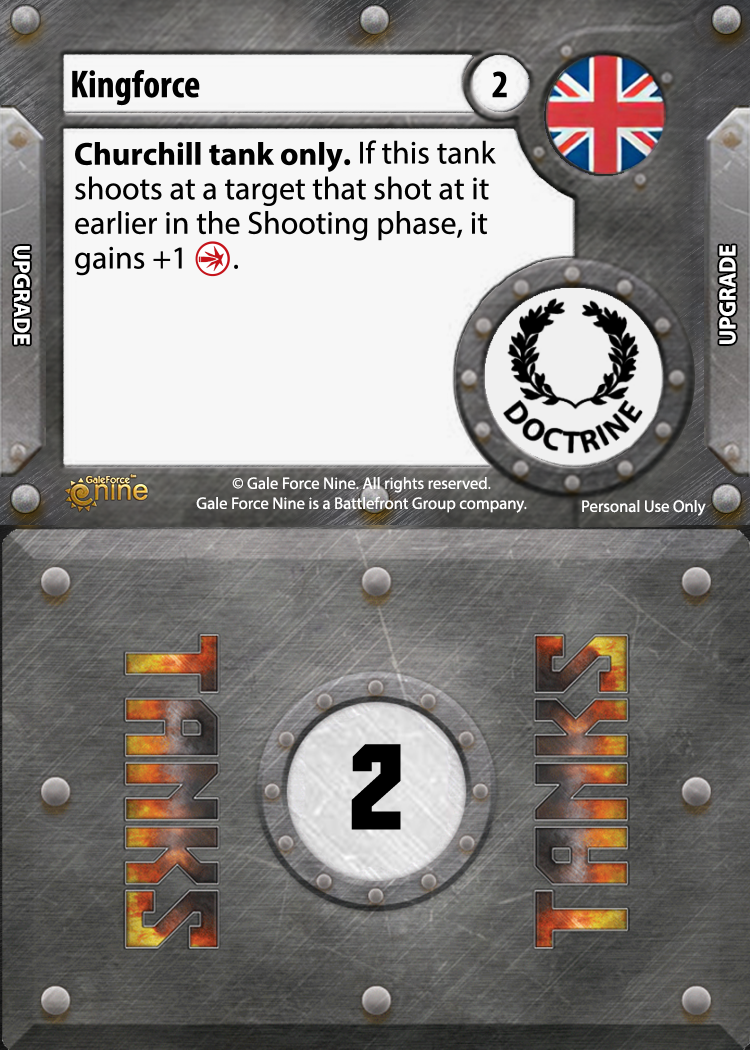 Kingforce
2
Churchill tank only. If this tank
shoots at a target that shot at it
earlier in the Shooting phase, it
gains +1 .
UPGRADE
UPGRADE
DOCTRINE
GaleForce™
nine
© Gale Force Nine. All rights reserved.
Gale Force Nine is a Battlefront Group company.
Personal Use Only
TANKS
2
TANKS